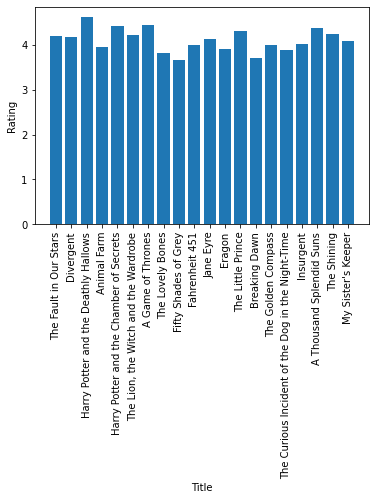 Rating
4
3
2
1
0
The Fault in Our Stars
Divergent
Harry Potter and the Deathly Hallows
Animal Farm
Harry Potter and the Chamber of Secrets
The Lion, the Witch and the Wardrobe
A Game of Thrones
The Lovely Bones
Fifty Shades of Grey
Fahrenheit 451
Jane Eyre
Eragon
The Little Prince
Breaking Dawn
The Golden Compass
The Curious Incident of the Dog in the Night-Time
Insurgent
A Thousand Splendid Suns
The Shining
My Sister's Keeper
Title